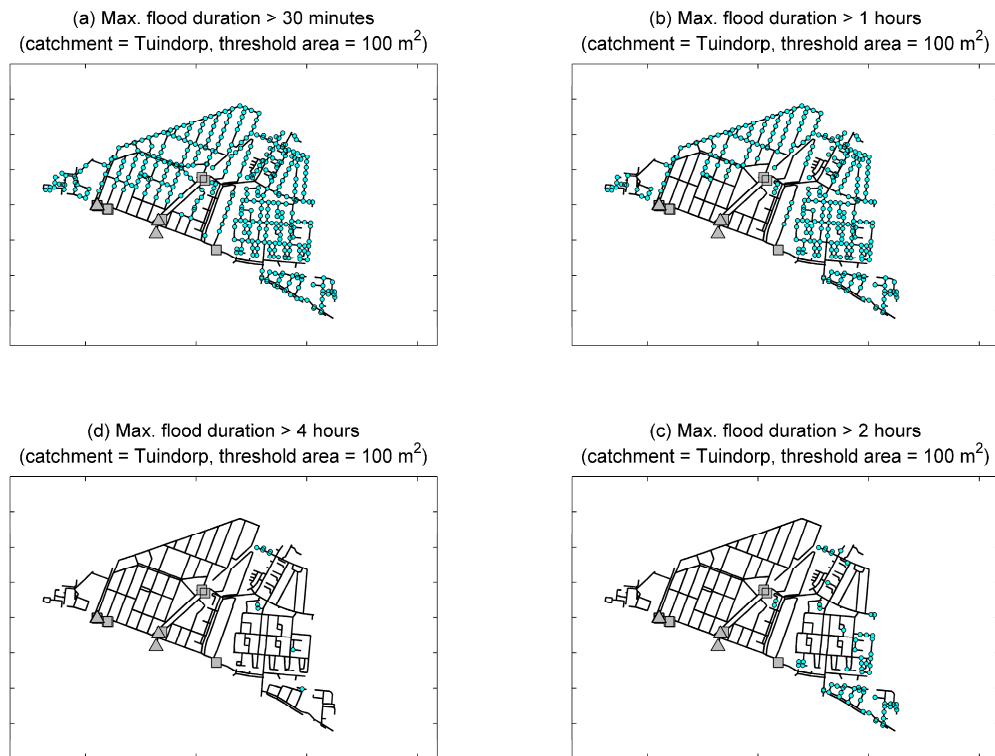 (a) Max. flood duration > 30 minutes
(catchment = Tuindorp, threshold area = 100 m²)
(b) Max. flood duration > 1 hours
(catchment = Tuindorp, threshold area = 100 m²)
(d) Max. flood duration > 4 hours
(catchment = Tuindorp, threshold area = 100 m²)
(c) Max. flood duration > 2 hours
(catchment = Tuindorp, threshold area = 100 m²)